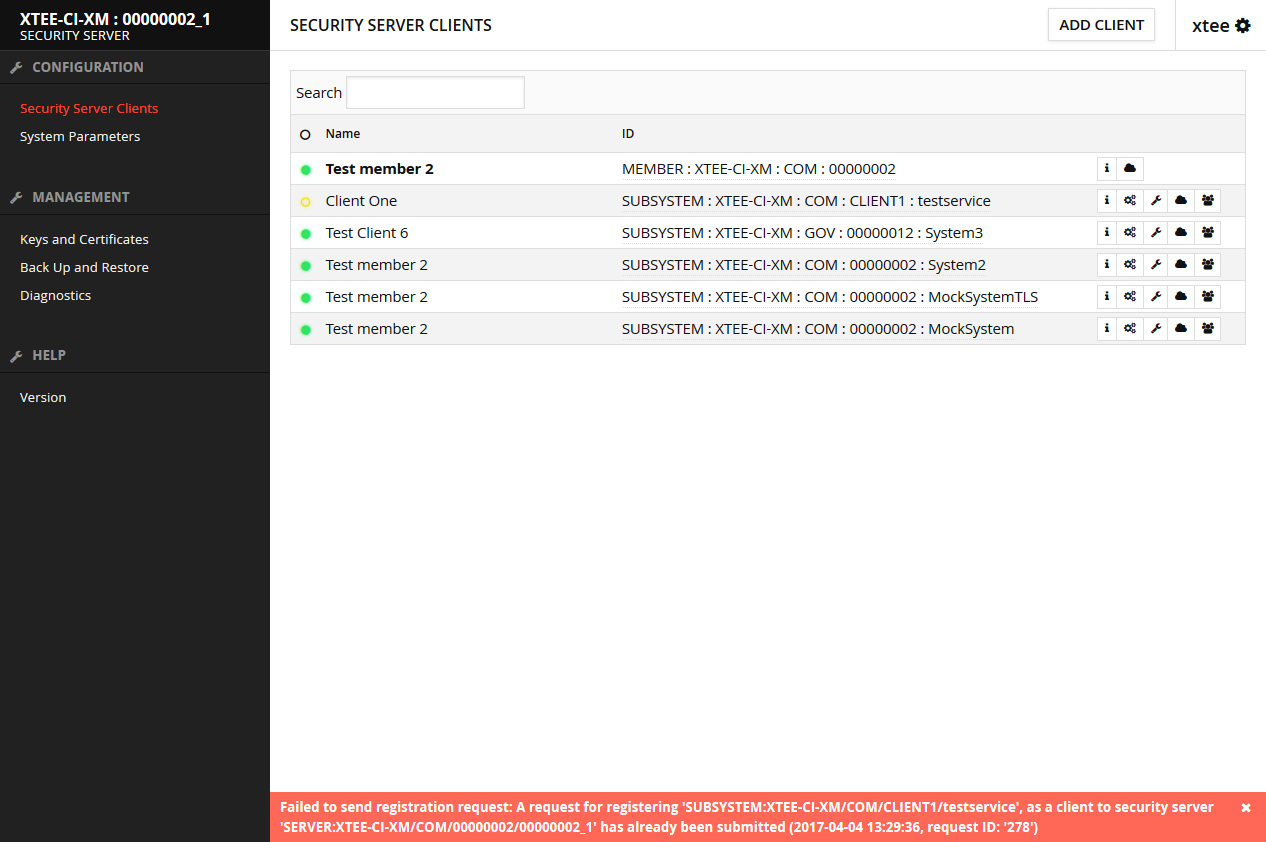 XTEE-CI-XM : 00000002_1
SECURITY SERVER
SECURITY SERVER CLIENTS
ADD CLIENT
xtee
CONFIGURATION
Security Server Clients
System Parameters
MANAGEMENT
Keys and Certificates
Back Up and Restore
Diagnostics
HELP
Version
Search
Name ID
Test member 2 MEMBER : XTEE-CI-XM : COM : 00000002
Client One SUBSYSTEM : XTEE-CI-XM : COM : CLIENT1 : testservice
Test Client 6 SUBSYSTEM : XTEE-CI-XM : GOV : 00000012 : System3
Test member 2 SUBSYSTEM : XTEE-CI-XM : COM : 00000002 : System2
Test member 2 SUBSYSTEM : XTEE-CI-XM : COM : 00000002 : MockSystemTLS
Test member 2 SUBSYSTEM : XTEE-CI-XM : COM : 00000002 : MockSystem
Failed to send registration request: A request for registering 'SUBSYSTEM:XTEE-CI-XM/COM/CLIENT1/testservice', as a client to security server
'SERVER:XTEE-CI-XM/COM/00000002/00000002_1' has already been submitted (2017-04-04 13:29:36, request ID: '278')